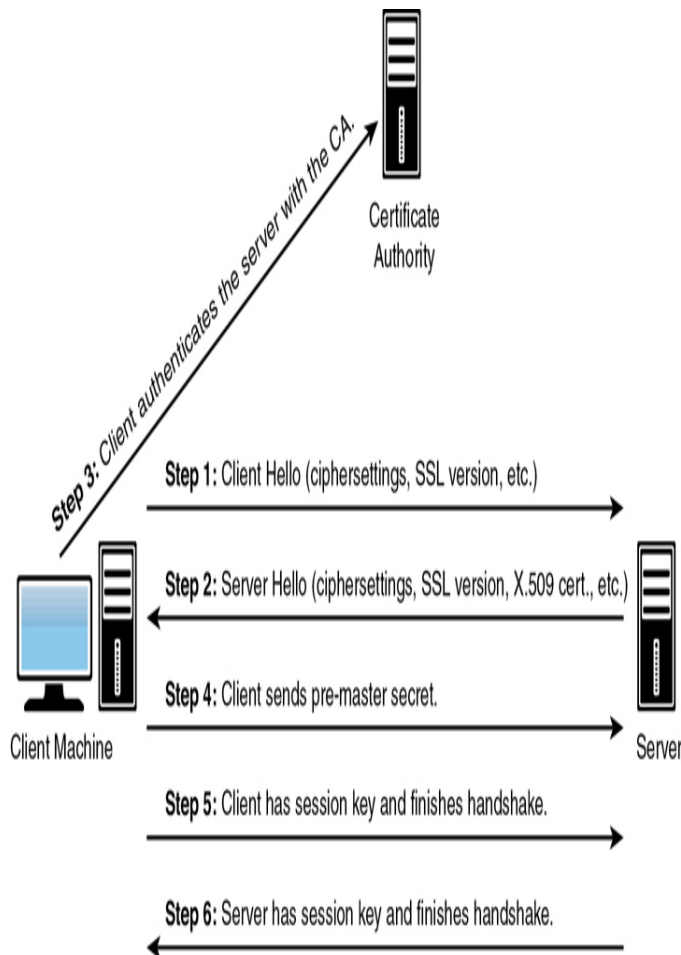 Certificate
Authority
Step 3: Client authenticates the server with the CA.
Step 1: Client Hello (ciphersettings, SSL version, etc.)
Step 2: Server Hello (ciphersettings, SSL version, X.509 cert., etc.)
Step 4: Client sends pre-master secret.
Client Machine
Server
Step 5: Client has session key and finishes handshake.
Step 6: Server has session key and finishes handshake.